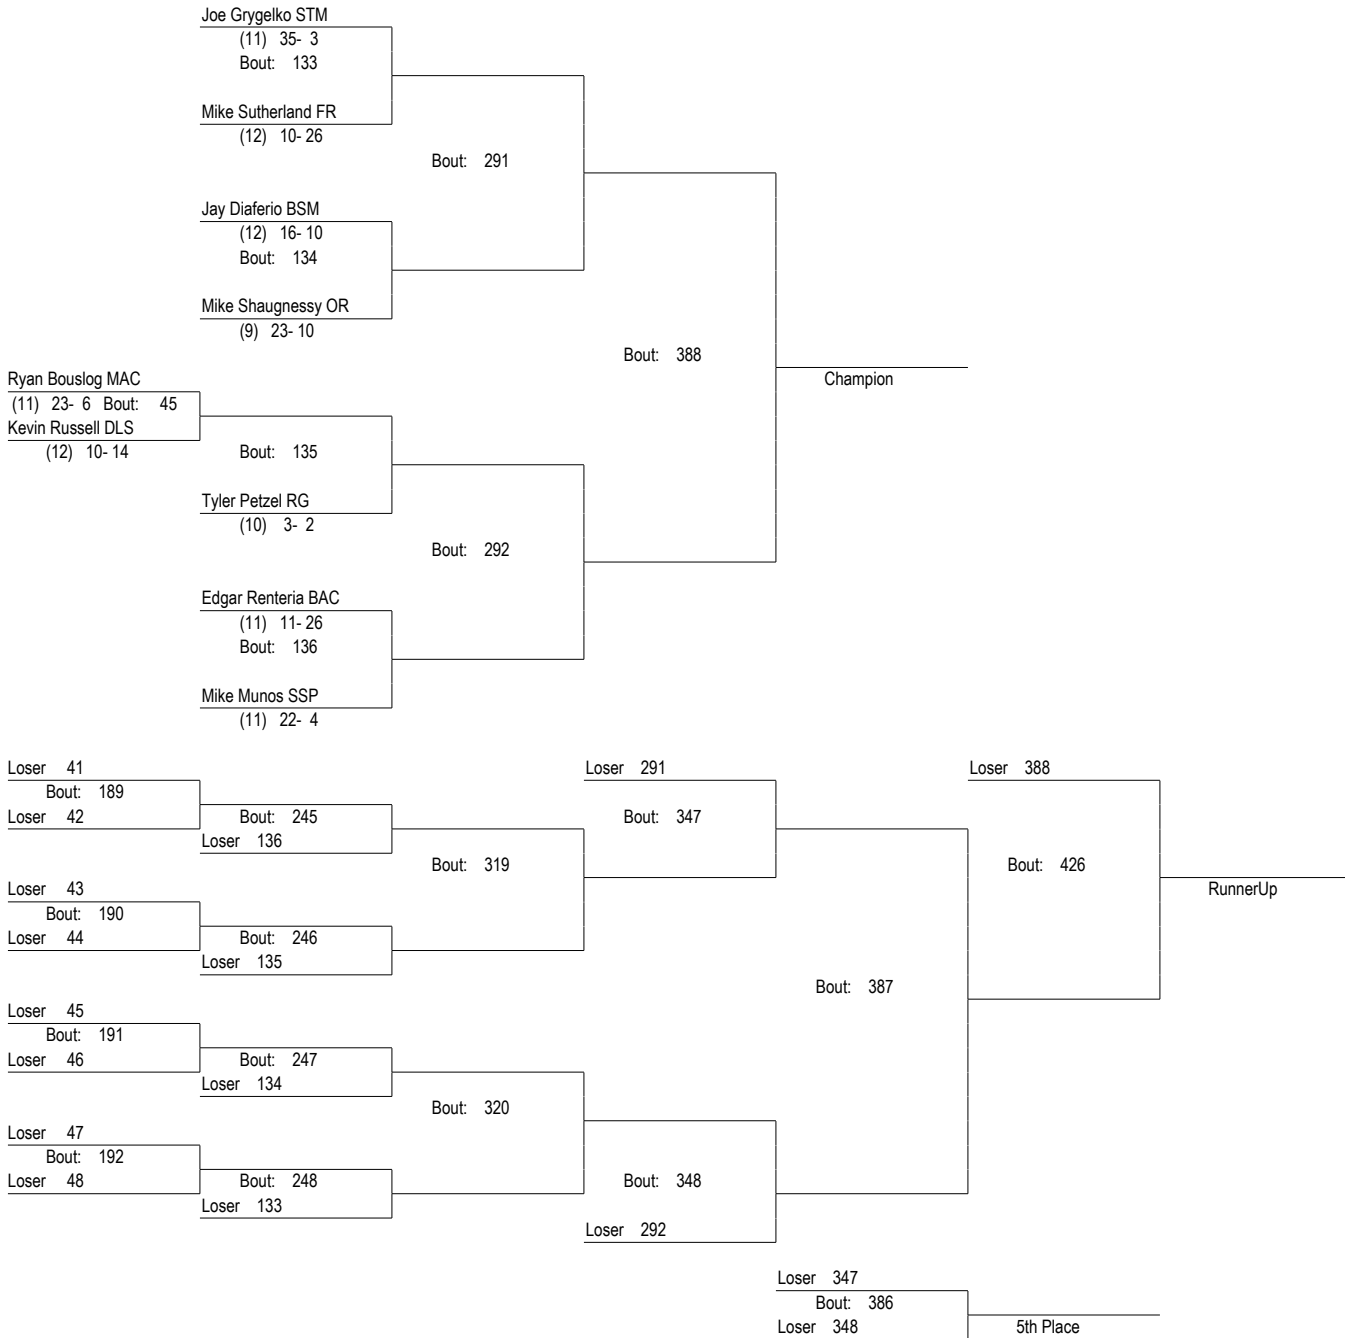 Joe Grygelko STM
(11) 35- 3
Bout: 133
Mike Sutherland FR
(12) 10- 26
Bout: 291
Jay Diaferio BSM
(12) 16- 10
Bout: 134
Mike Shaugnessy OR
(9) 23- 10
Bout: 388
Champion
Ryan Bouslog MAC
(11) 23- 6 Bout: 45
Kevin Russell DLS
(12) 10- 14
Bout: 135
Tyler Petzel RG
(10) 3- 2
Bout: 292
Edgar Renteria BAC
(11) 11- 26
Bout: 136
Mike Munos SSP
(11) 22- 4
Loser 41
Bout: 189
Loser 42
Bout: 245
Loser 136
Bout: 319
Loser 291
Bout: 347
Loser 388
Bout: 426
RunnerUp
Loser 43
Bout: 190
Loser 44
Bout: 246
Loser 135
Bout: 387
Loser 45
Bout: 191
Loser 46
Bout: 247
Loser 134
Bout: 320
Loser 47
Bout: 192
Loser 48
Bout: 248
Loser 133
Bout: 348
Loser 292
Loser 347
Bout: 386
Loser 348
5th Place